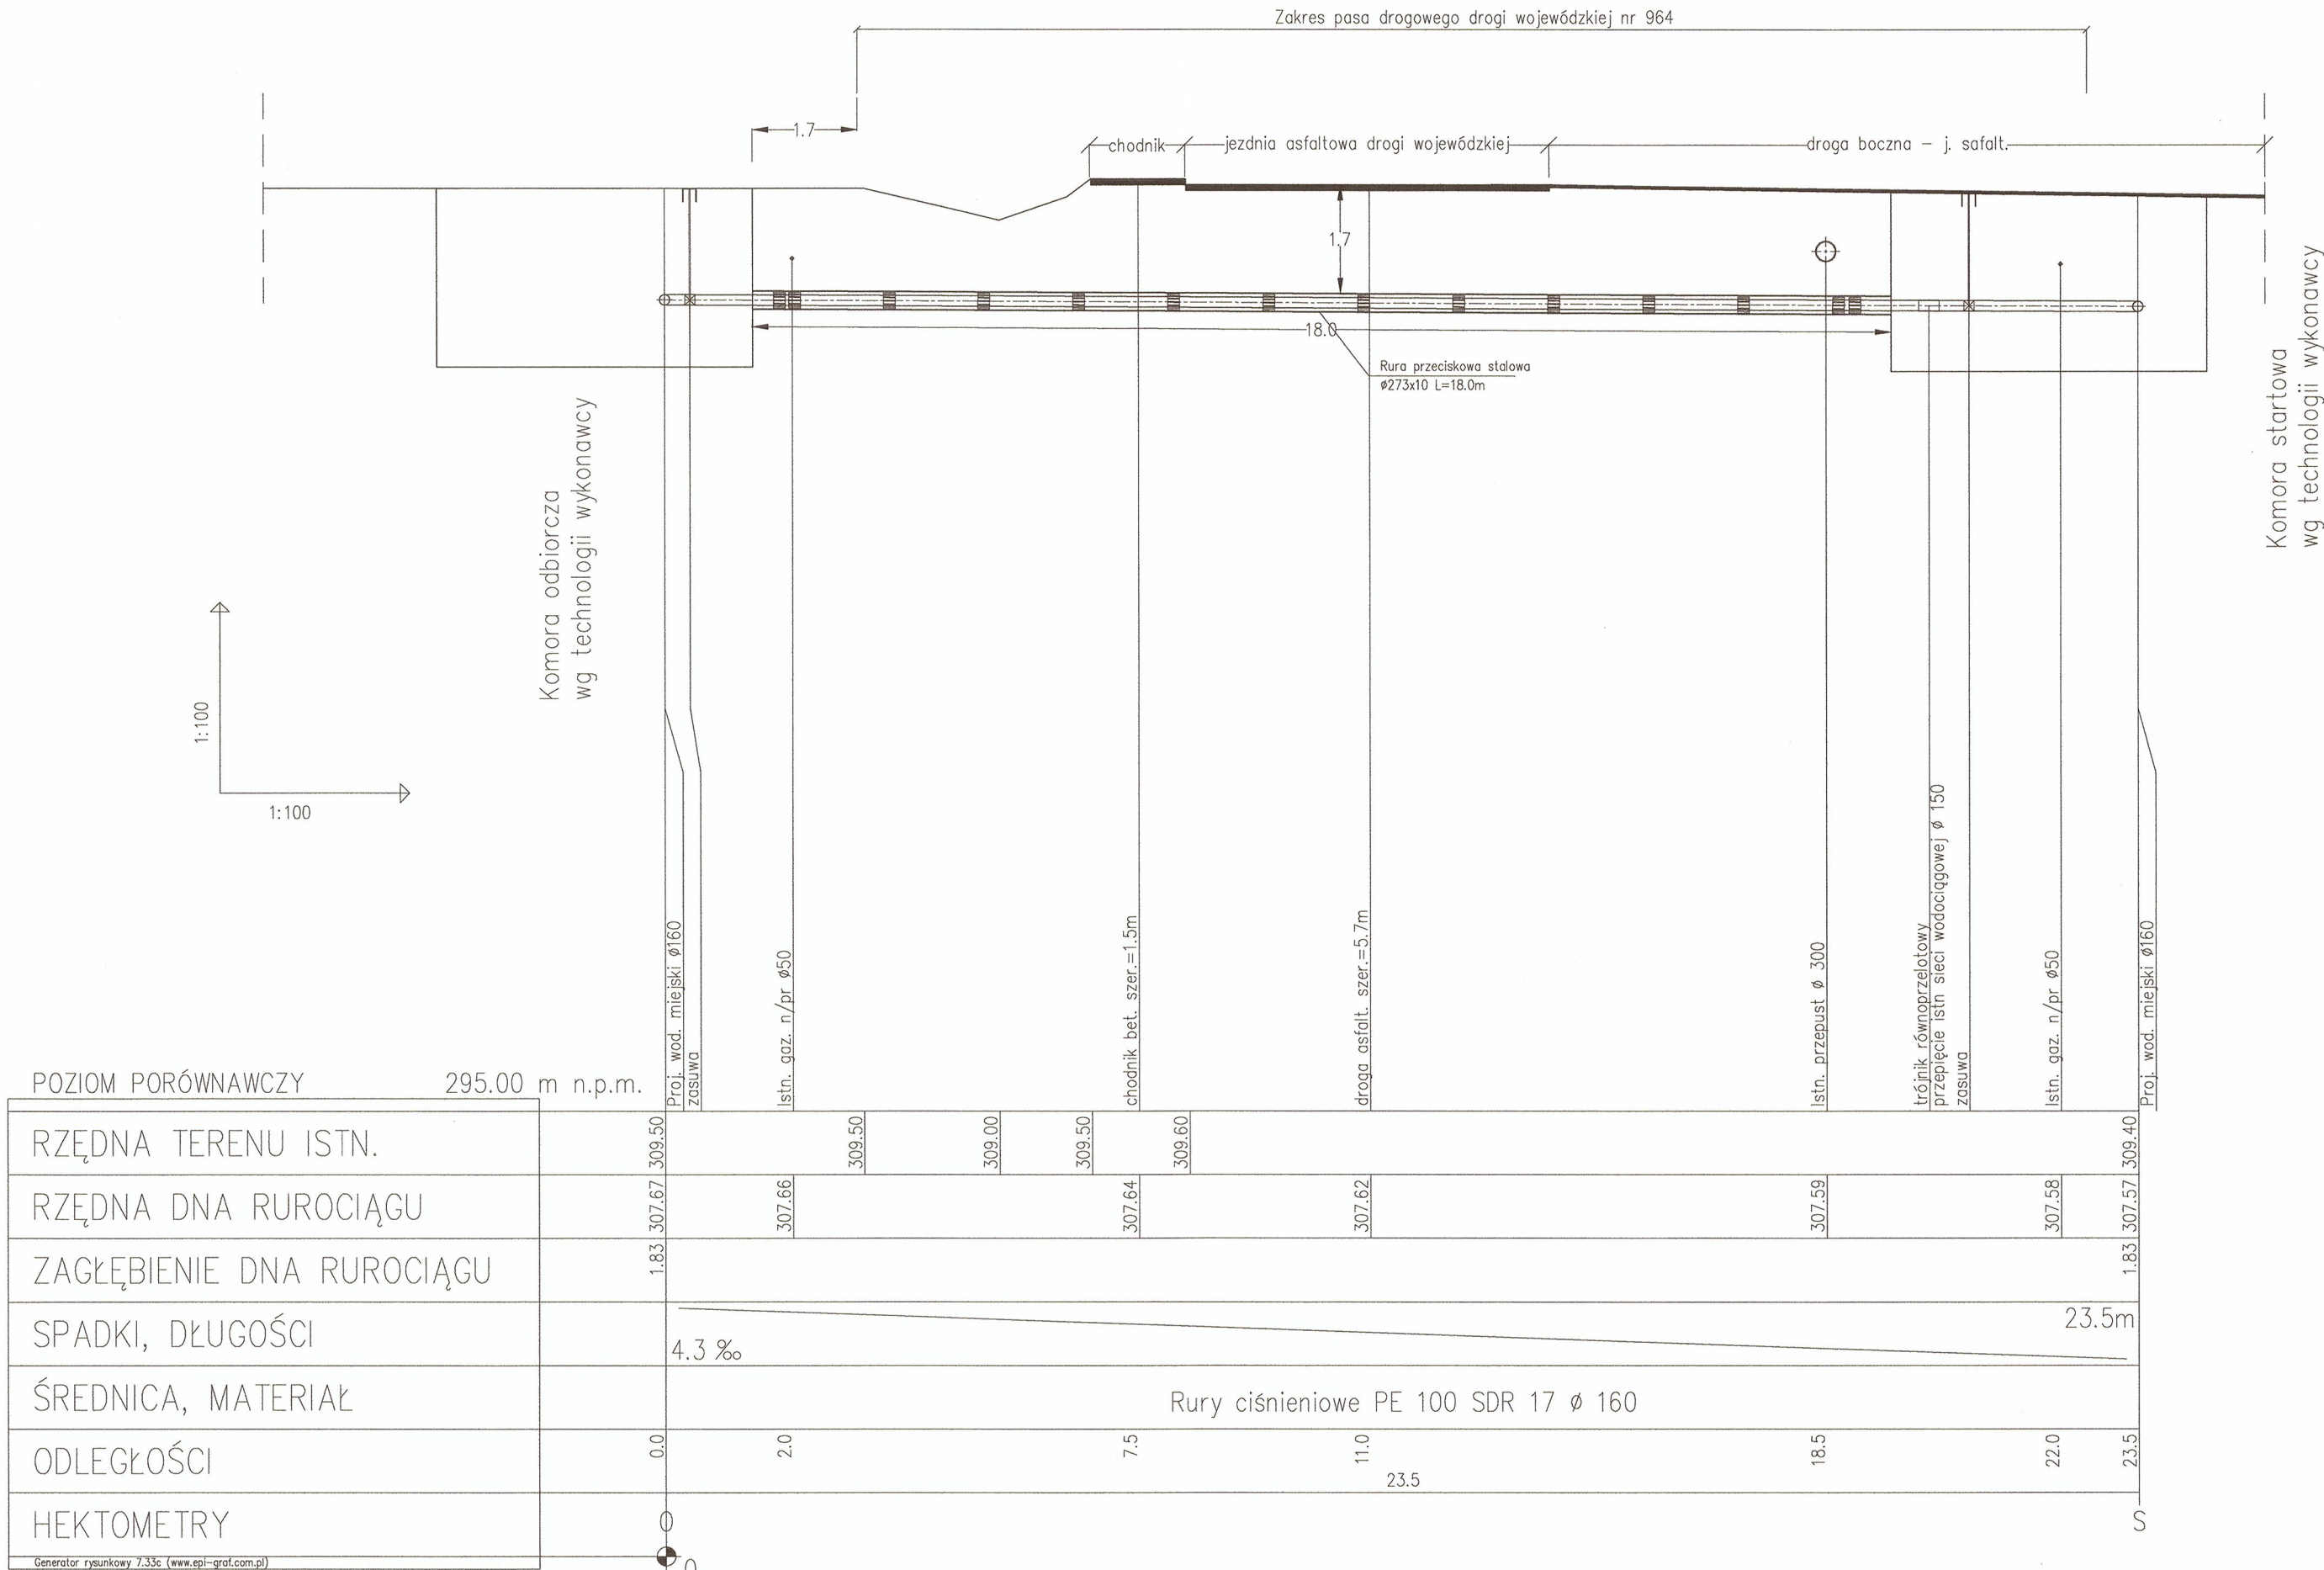 Zakres pasa drogowego drogi wojewódzkiej nr 964
1.7
chodnik
jezdnia asfaltowa drogi wojewódzkiej
droga boczna – j. safalt.
1.7
18.0
Rura przeciskowa stalowa
ø273x10 L=18.0m
Komora odbiorcza
wg technologii wykonawcy
Komora startowa
wg technologii wykonawcy
1:100
1:100
Proj. wod. miejski ø160
zasuwa
Istn. gaz. n/pr ø50
chodnik bet. szer.=1.5m
droga asfalt. szer.=5.7m
Istn. przepust ø 300
trójnik równoprzelotowy
przepięcie istn sieci wodociągowej ø 150
zasuwa
Istn. gaz. n/pr ø50
Proj. wod. miejski ø160
POZIOM PORÓWNAWCZY 295.00 m n.p.m.
RZĘDNA TERENU ISTN. 309.50 309.50 309.00 309.50 309.60 309.40
RZĘDNA DNA RUROCIĄGU 307.67 307.66 307.64 307.62 307.59 307.58 307.57
ZAGŁĘBIENIE DNA RUROCIĄGU 1.83 1.83
SPADKI, DŁUGOŚCI 4.3 ‰ 23.5m
ŚREDNICA, MATERIAŁ Rury ciśnieniowe PE 100 SDR 17 ø 160
ODLEGŁOŚCI 0.0 2.0 7.5 11.0 18.5 22.0 23.5
23.5
HEKTOMETRY 0 S
Generator rysunkowy 7.33c (www.epi-graf.com.pl)
0